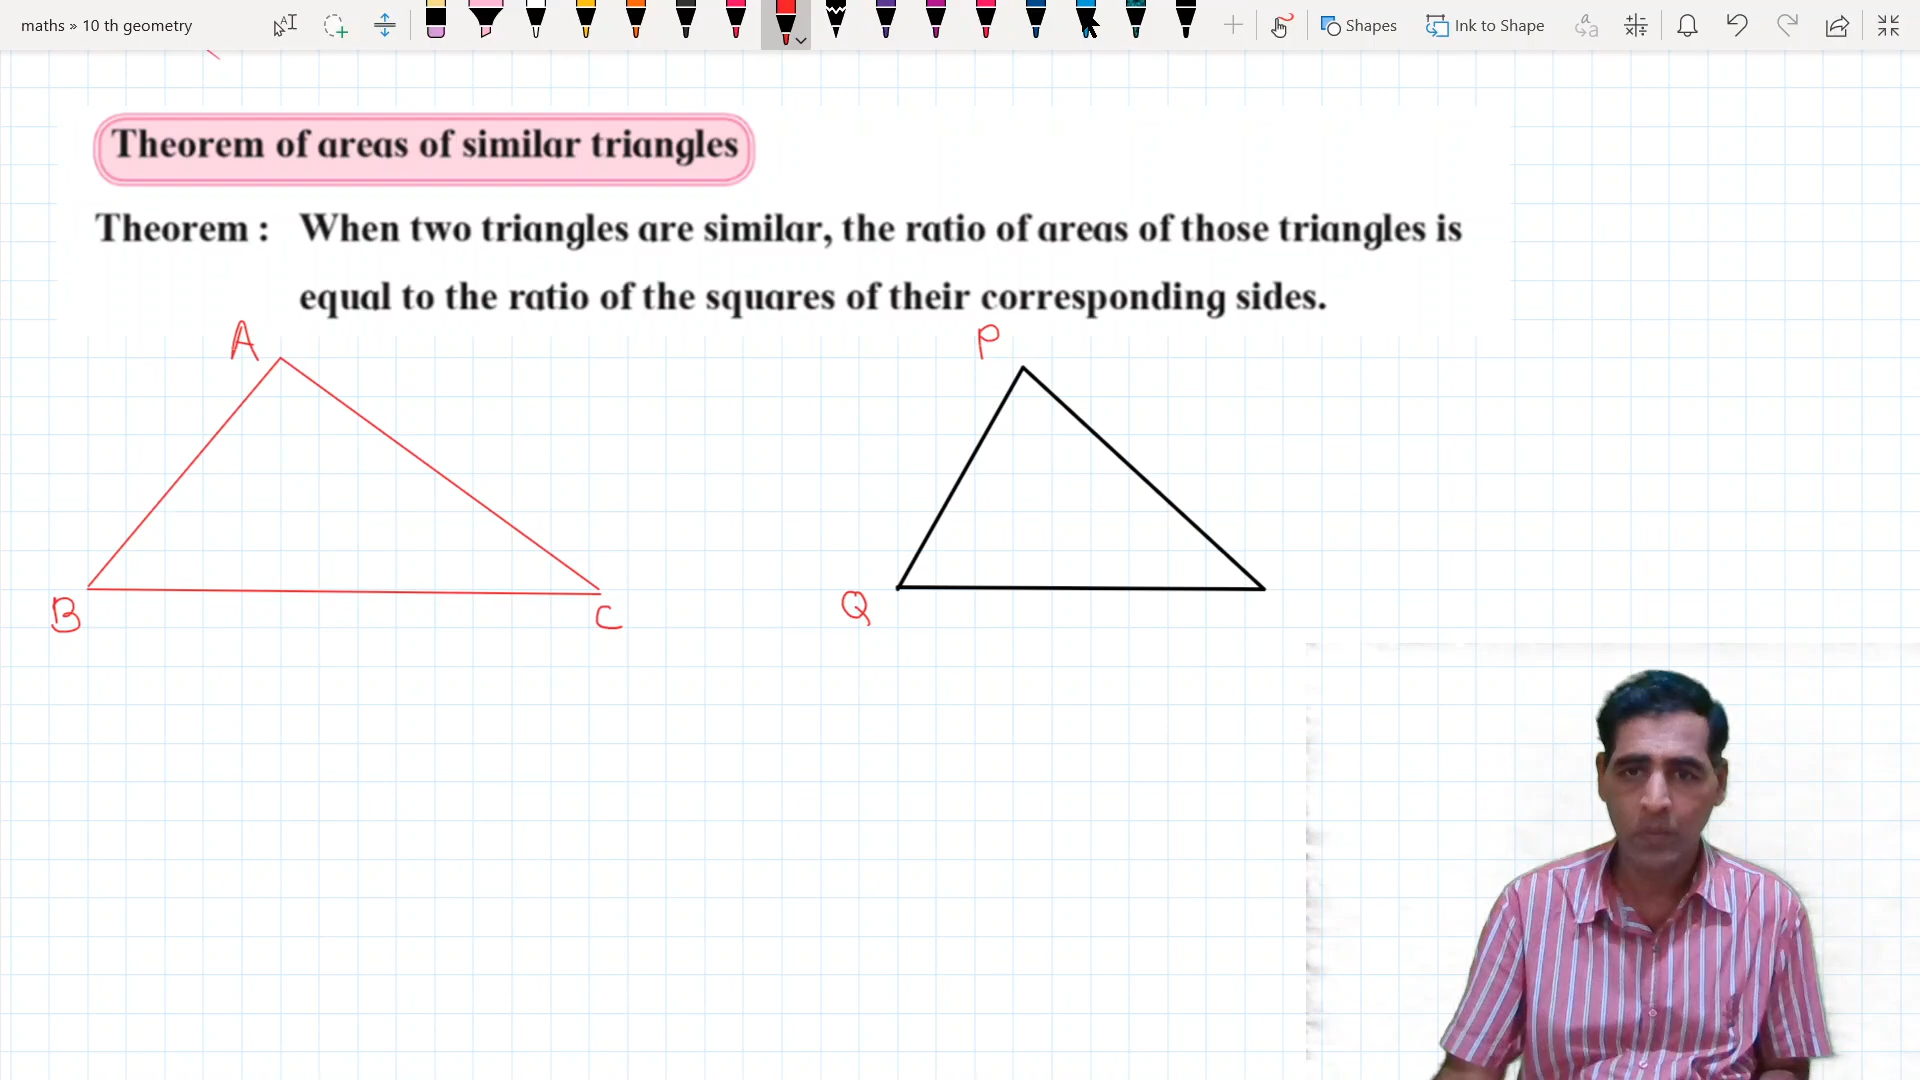 maths » 10 th geometry
Shapes
Ink to Shape
Theorem of areas of similar triangles
Theorem : When two triangles are similar, the ratio of areas of those triangles is
equal to the ratio of the squares of their corresponding sides.
A
P
B
C
Q